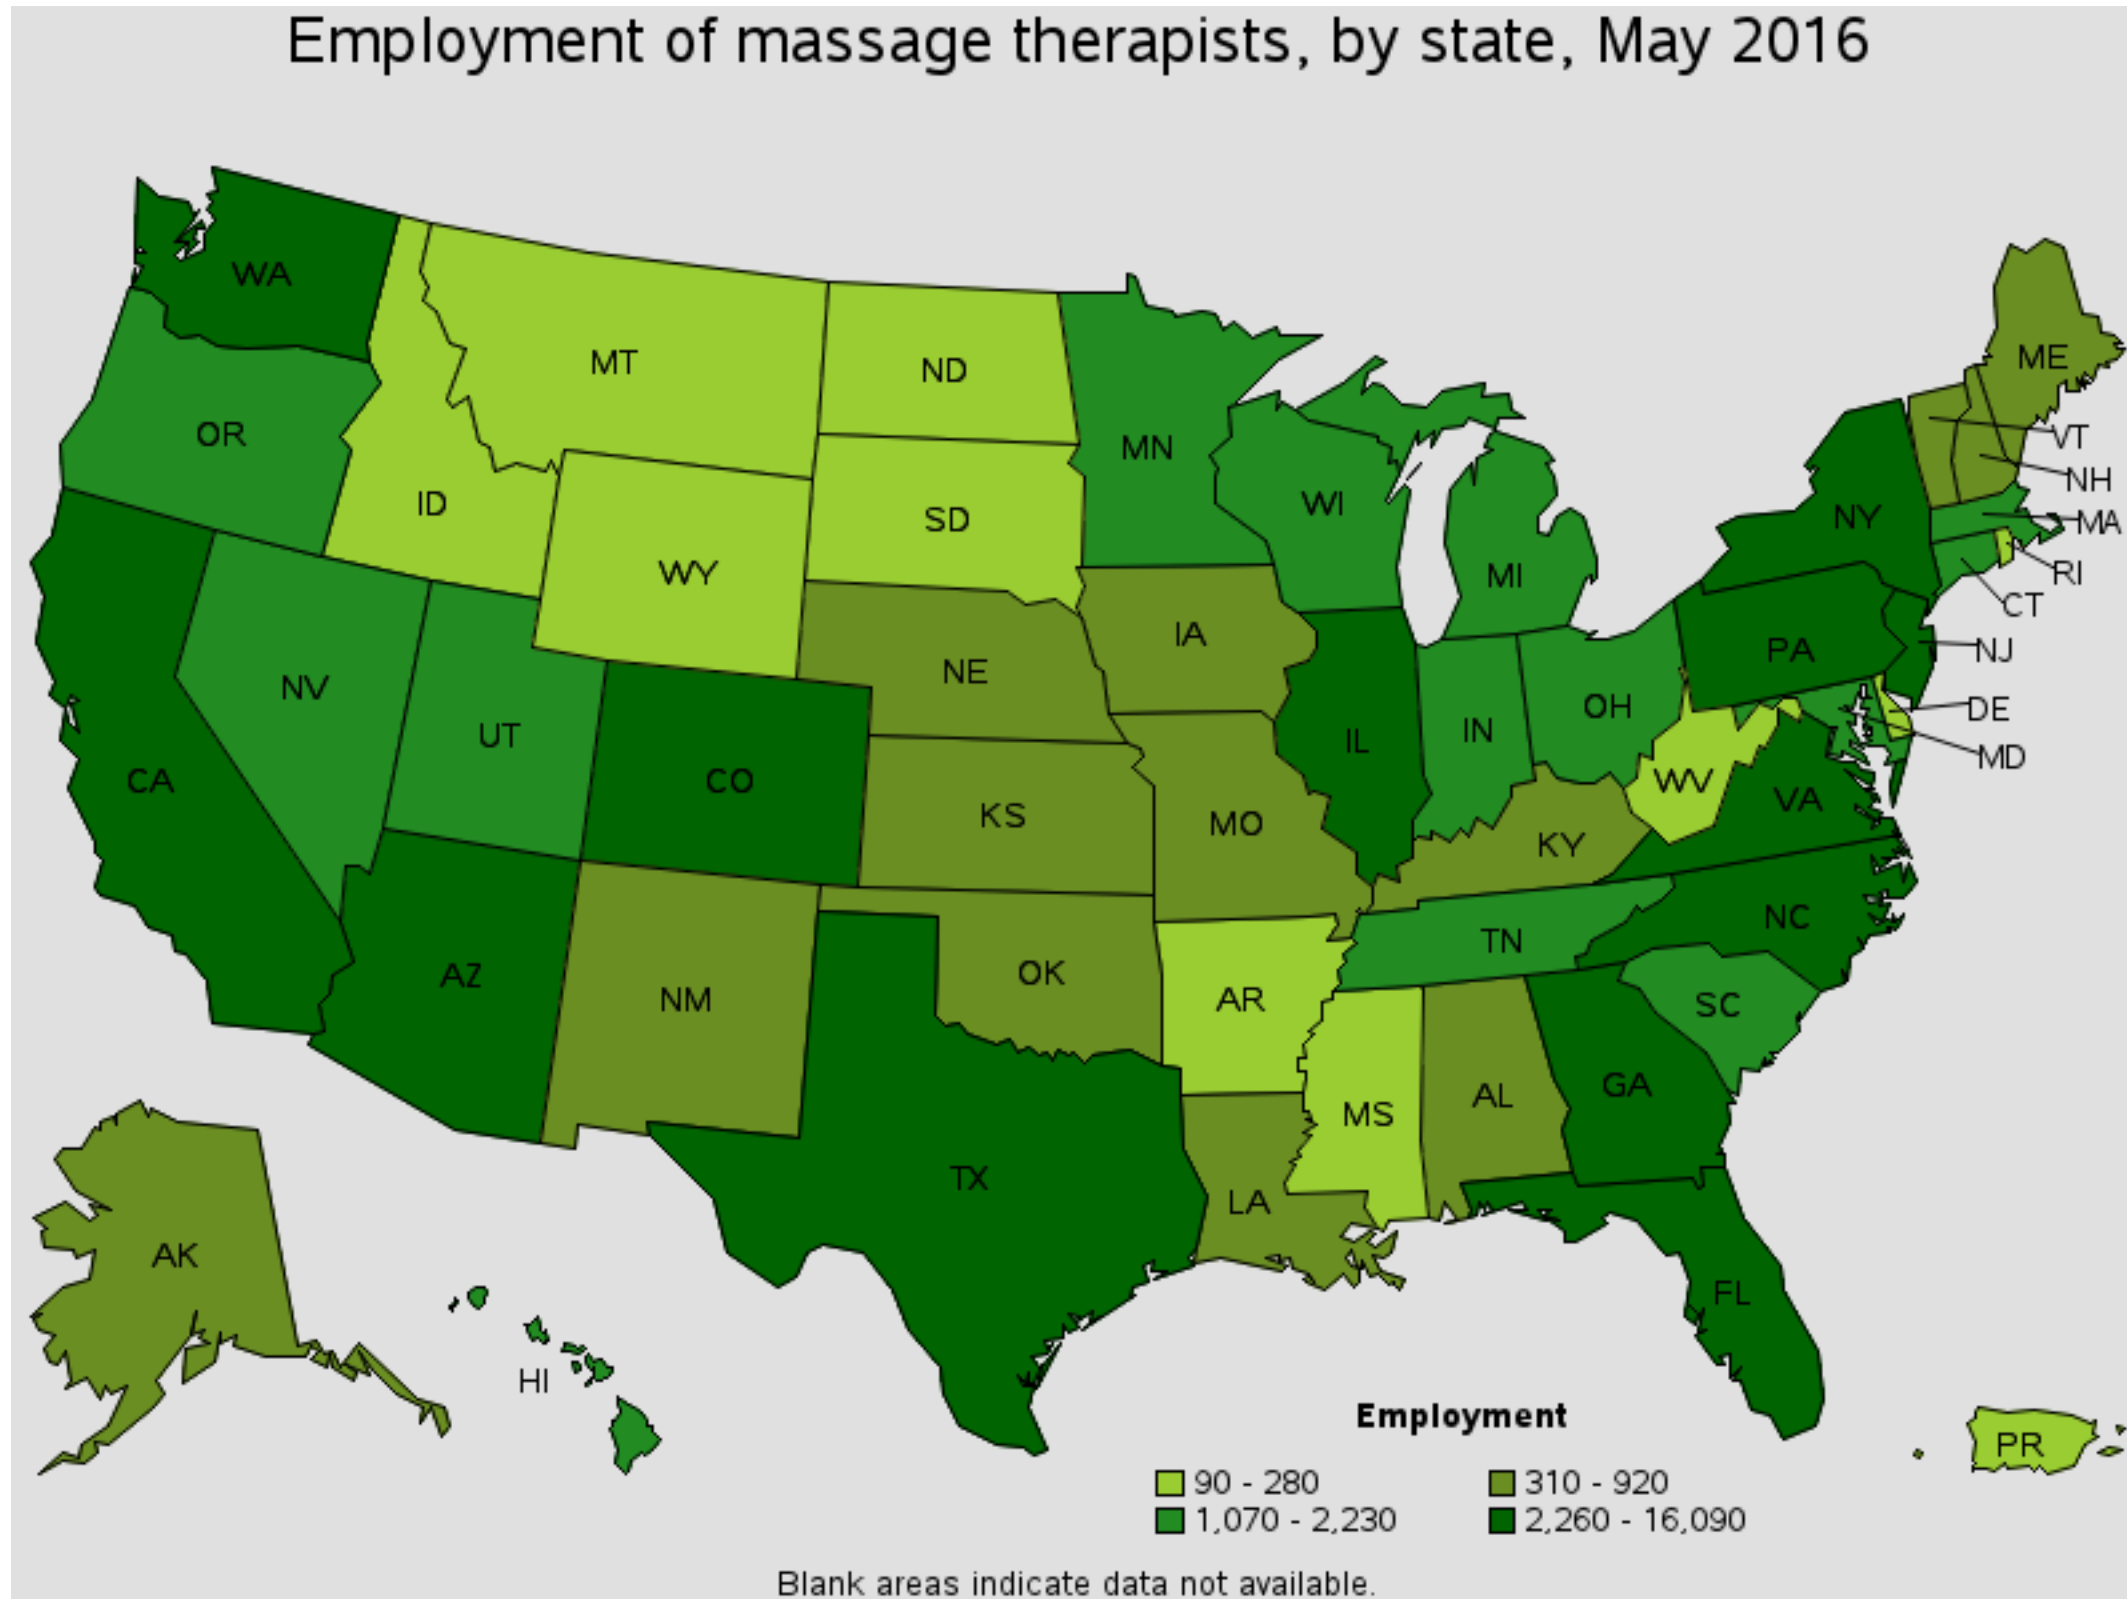 Employment of massage therapists, by state, May 2016
WA
MT
ND
ME
OR
MN
VT
ID
SD
WI
NH
NY
MA
WY
MI
RI
CT
IA
PA
NJ
NE
NV
UT
OH
DE
IN
IL
MD
CA
CO
WV
VA
KS
MO
KY
NC
TN
AZ
OK
NM
AR
SC
GA
AL
MS
TX
LA
AK
FL
HI
Employment
PR
90 - 280
310 - 920
1,070 - 2,230
2,260 - 16,090
Blank areas indicate data not available.